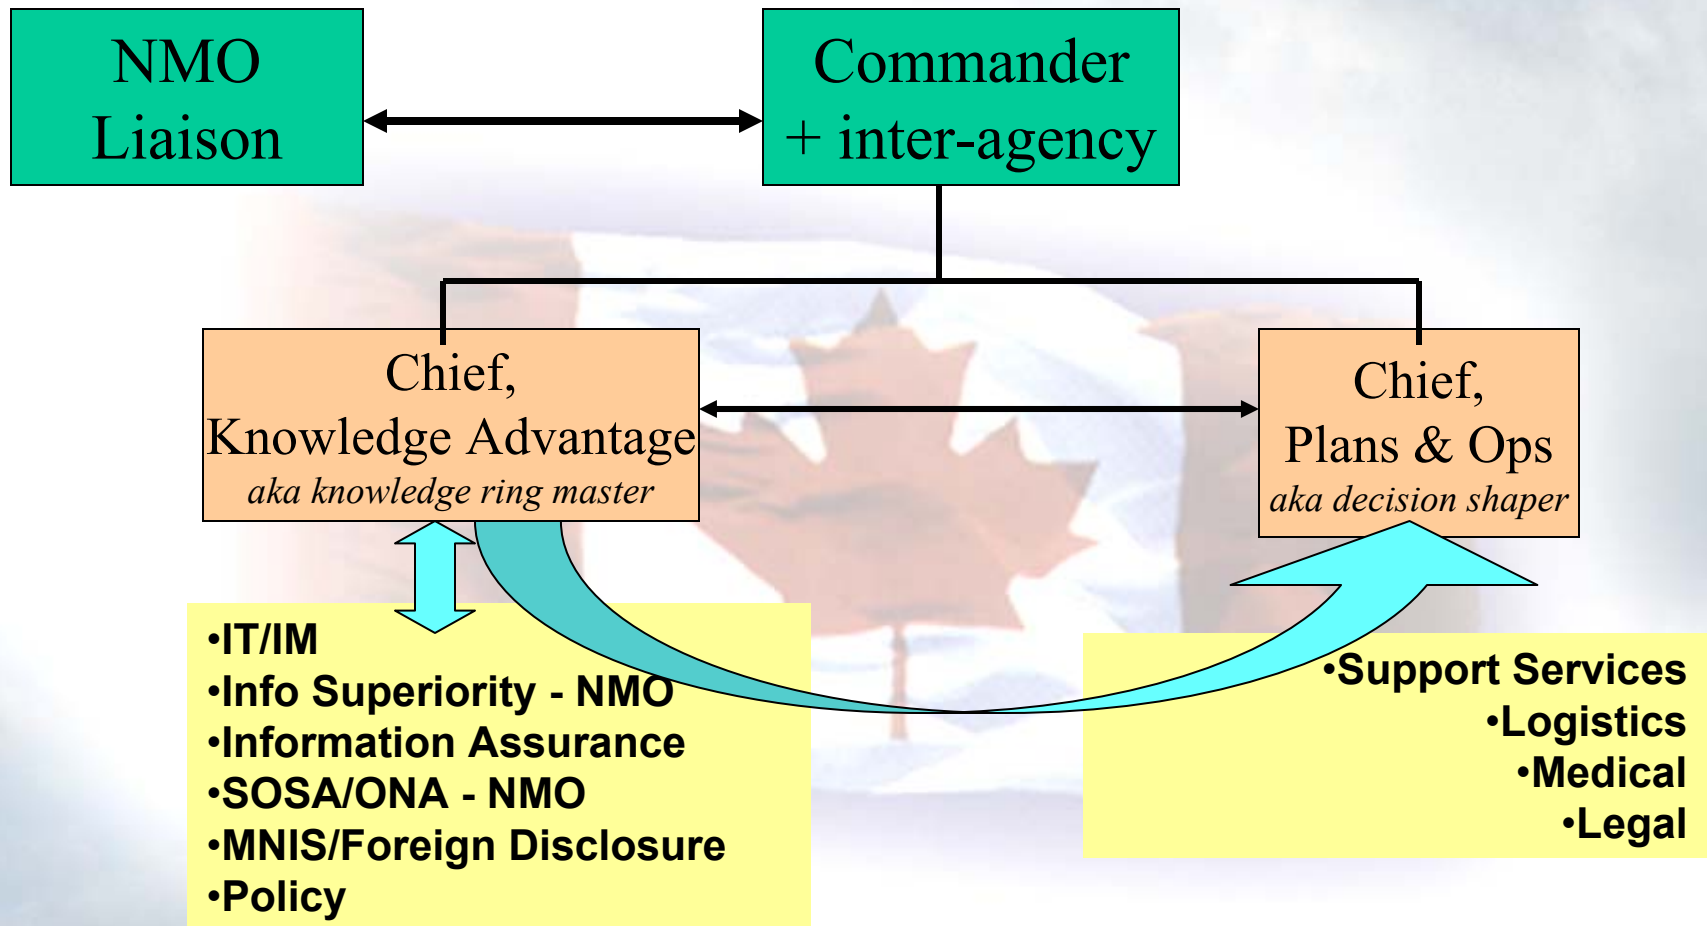 NMO
Liaison
Commander
+ inter-agency
Chief,
Knowledge Advantage
aka knowledge ring master
Chief,
Plans & Ops
aka decision shaper
•IT/IM
•Info Superiority - NMO
•Information Assurance
•SOSA/ONA - NMO
•MNIS/Foreign Disclosure
•Policy
•Support Services
•Logistics
•Medical
•Legal